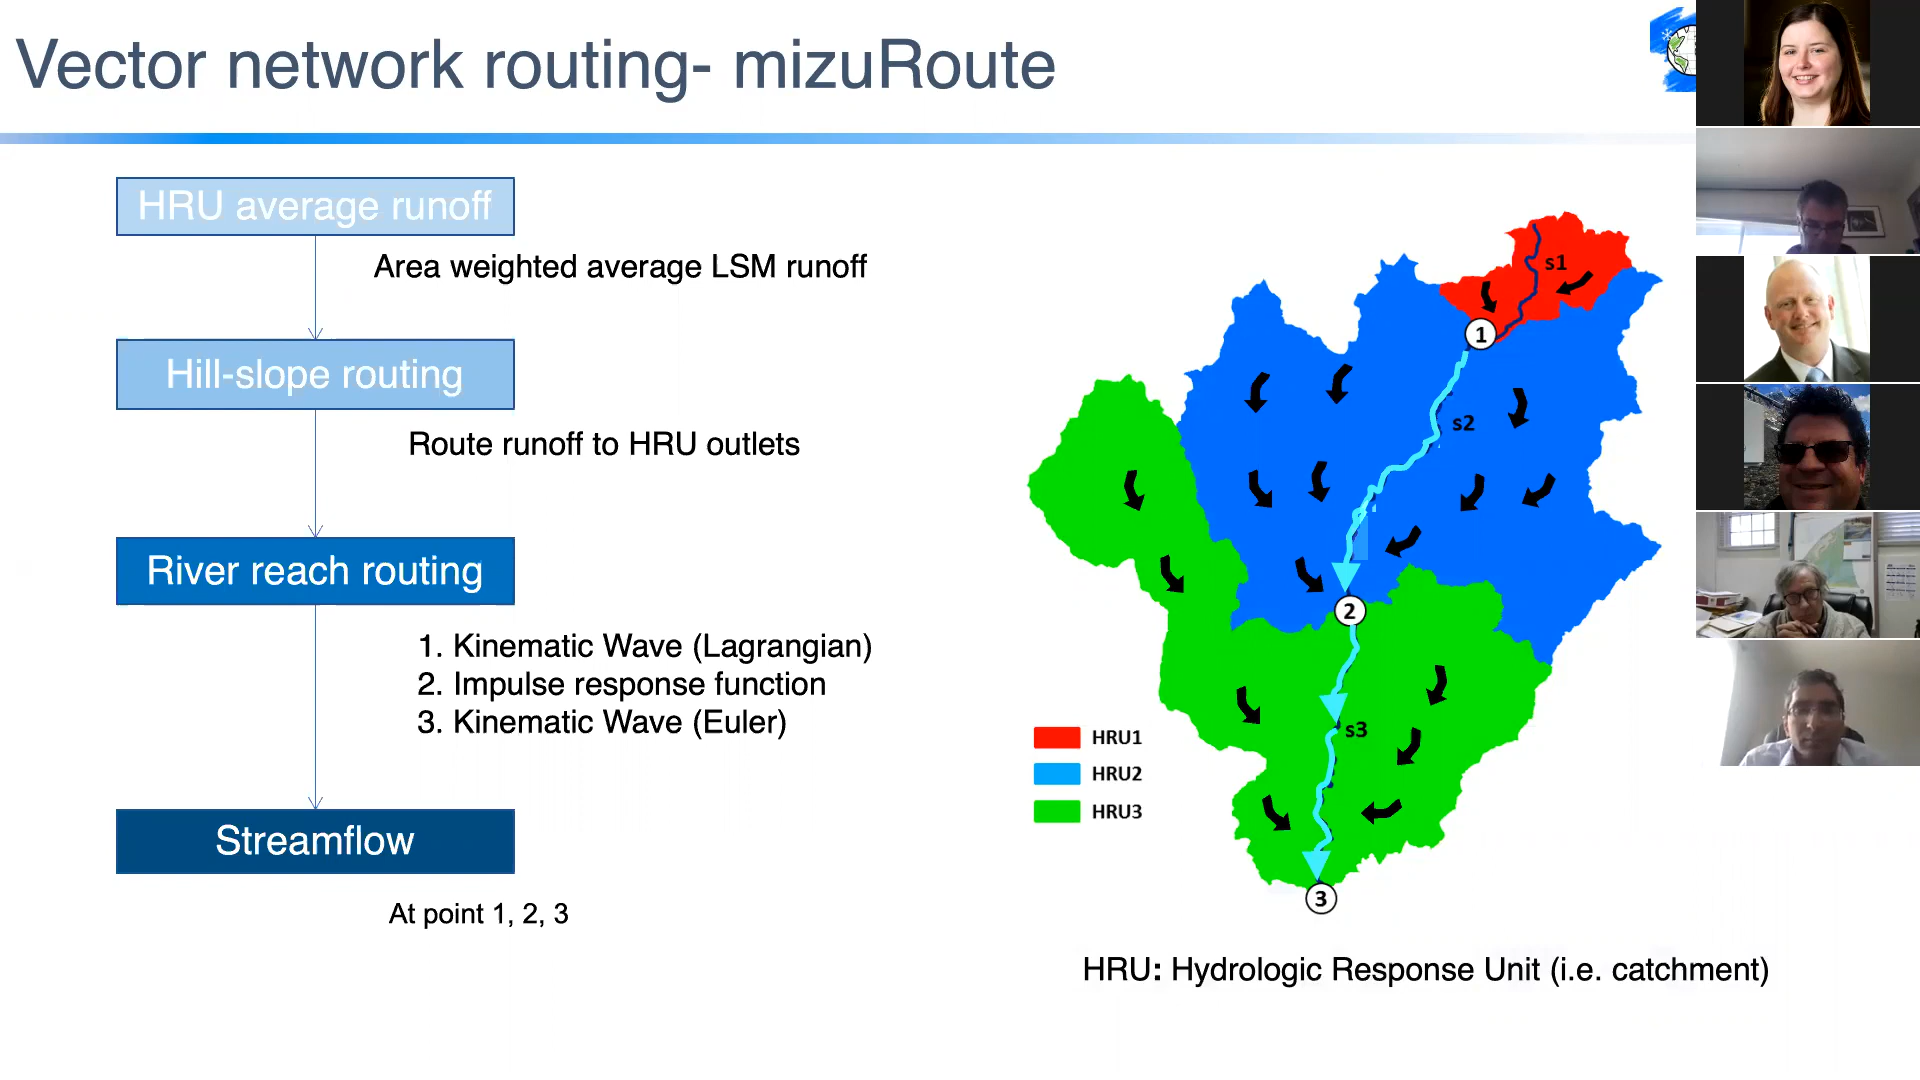 Vector network routing- mizuRoute
HRU average runoff
Area weighted average LSM runoff
Hill-slope routing
Route runoff to HRU outlets
River reach routing
1. Kinematic Wave (Lagrangian)
2. Impulse response function
3. Kinematic Wave (Euler)
Streamflow
At point 1, 2, 3
s1
1
s2
2
s3
3
HRU1
HRU2
HRU3
HRU: Hydrologic Response Unit (i.e. catchment)